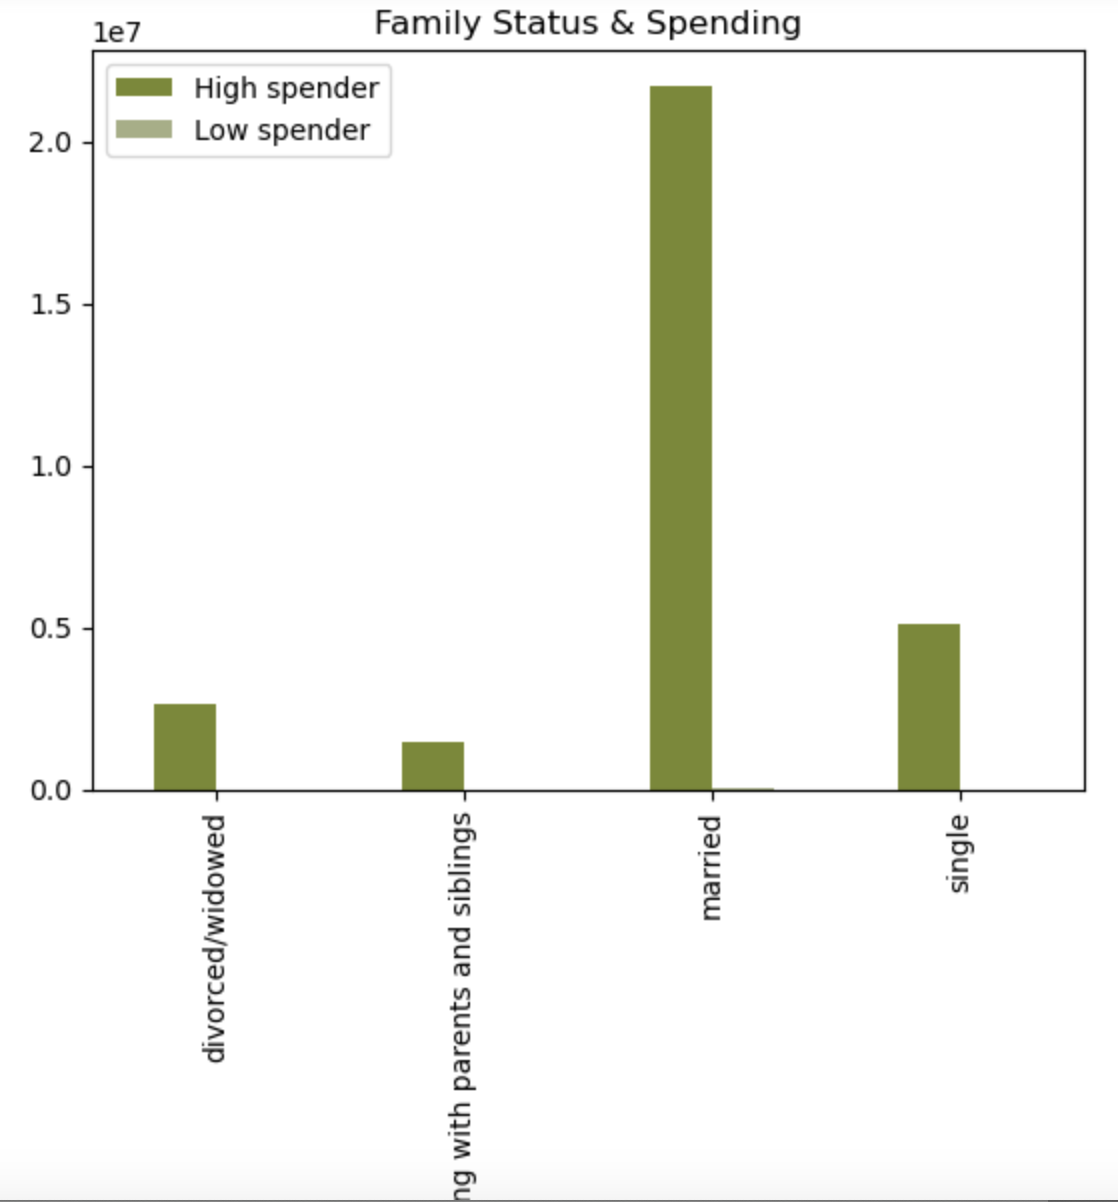 Family Status & Spending
1e7
High spender
Low spender
2.0
1.5
1.0
0.5
0.0
divorced/widowed
ng with parents and siblings
married
single